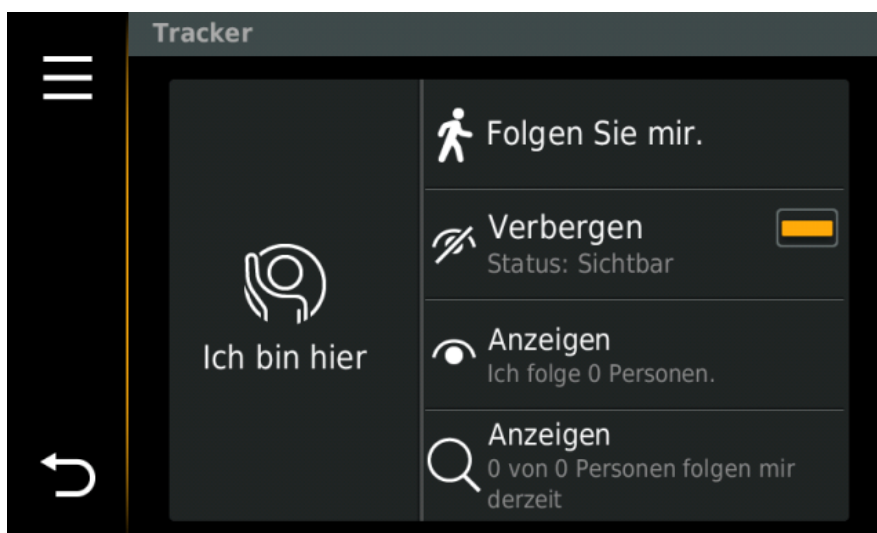 Tracker
Ich bin hier
Folgen Sie mir.
Verbergen
Status: Sichtbar
Anzeigen
Ich folge 0 Personen.
Anzeigen
0 von 0 Personen folgen mir
derzeit